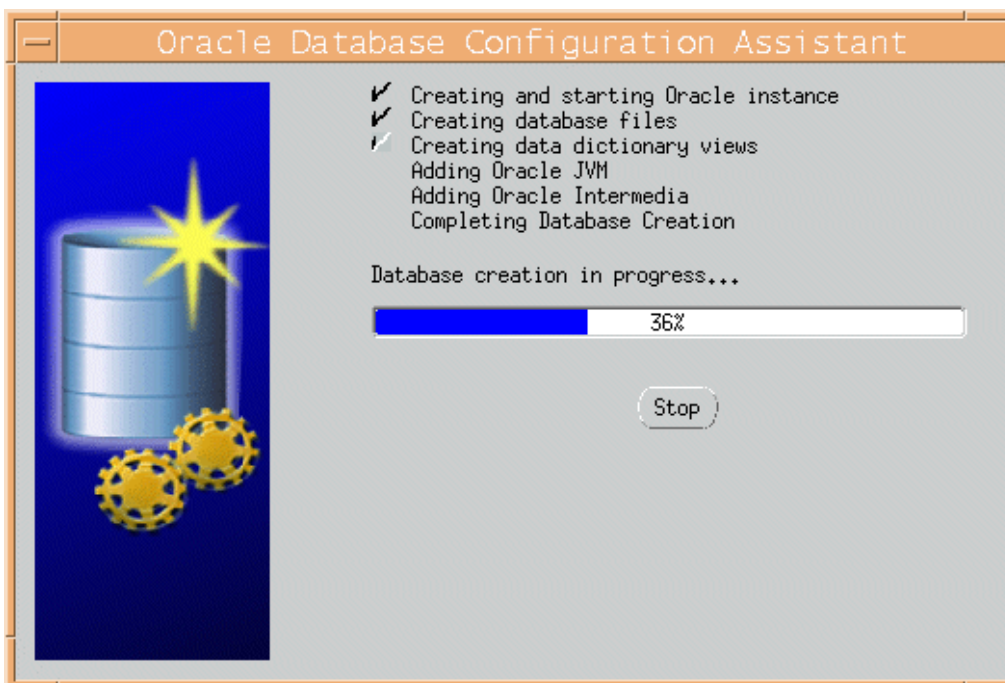 Oracle Database Configuration Assistant
Creating and starting Oracle instance
Creating database files
Creating data dictionary views
Adding Oracle JVM
Adding Oracle Intermedia
Completing Database Creation
Database creation in progress...
36%
Stop